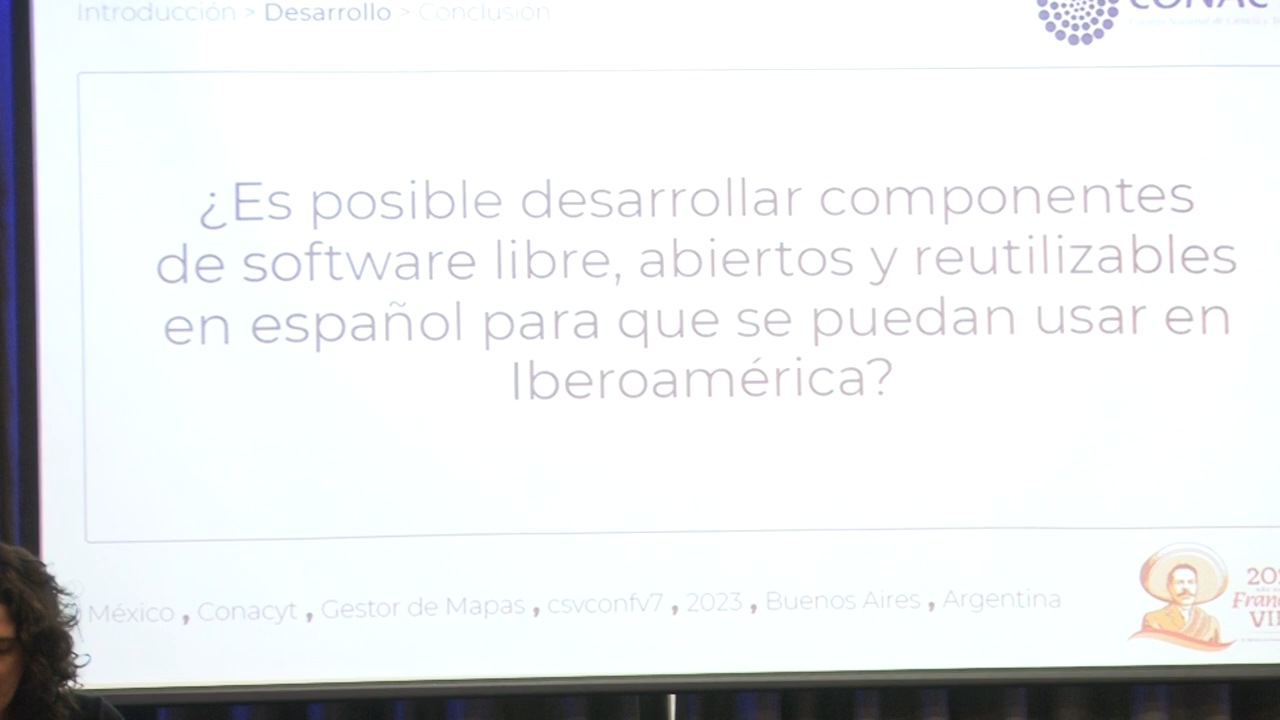 Introducción > Desarrollo > Conclusión
¿Es posible desarrollar componentes
de software libre, abiertos y reutilizables
en español para que se puedan usar en
Iberoamérica?
México , Conacyt , Gestor de Mapas , csvconfv7 , 2023 , Buenos Aires , Argentina